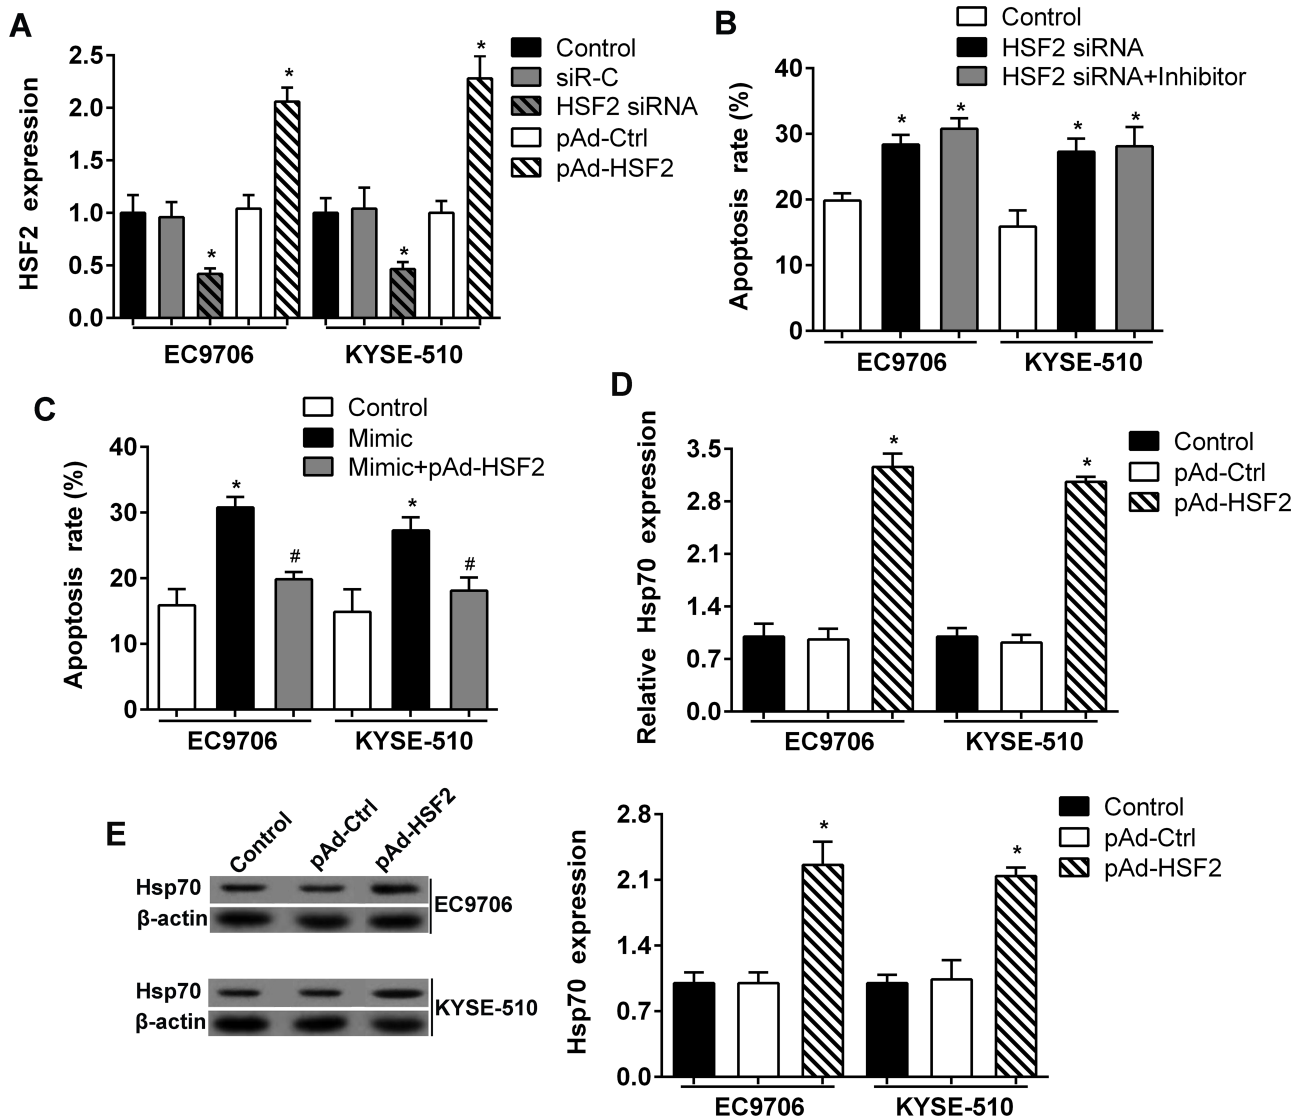 A
HSF2 expression
2.5
2.0
1.5
1.0
0.5
0.0
*
*
*
*
EC9706
KYSE-510
Control
siR-C
HSF2 siRNA
pAd-Ctrl
pAd-HSF2
B
Control
HSF2 siRNA
HSF2 siRNA+Inhibitor
Apoptosis rate (%)
40
30
20
10
0
*
*
*
*
EC9706
KYSE-510
C
Control
Mimic
Mimic+pAd-HSF2
Apoptosis rate (%)
40
30
20
10
0
*
#
*
#
EC9706
KYSE-510
D
Relative Hsp70 expression
3.5
2.8
2.1
1.4
0.7
0.0
*
*
EC9706
KYSE-510
Control
pAd-Ctrl
pAd-HSF2
E
Control
pAd-Ctrl
pAd-HSF2
Hsp70
β-actin
EC9706
Hsp70
β-actin
KYSE-510
Hsp70 expression
2.8
2.1
1.4
0.7
0.0
*
*
EC9706
KYSE-510
Control
pAd-Ctrl
pAd-HSF2